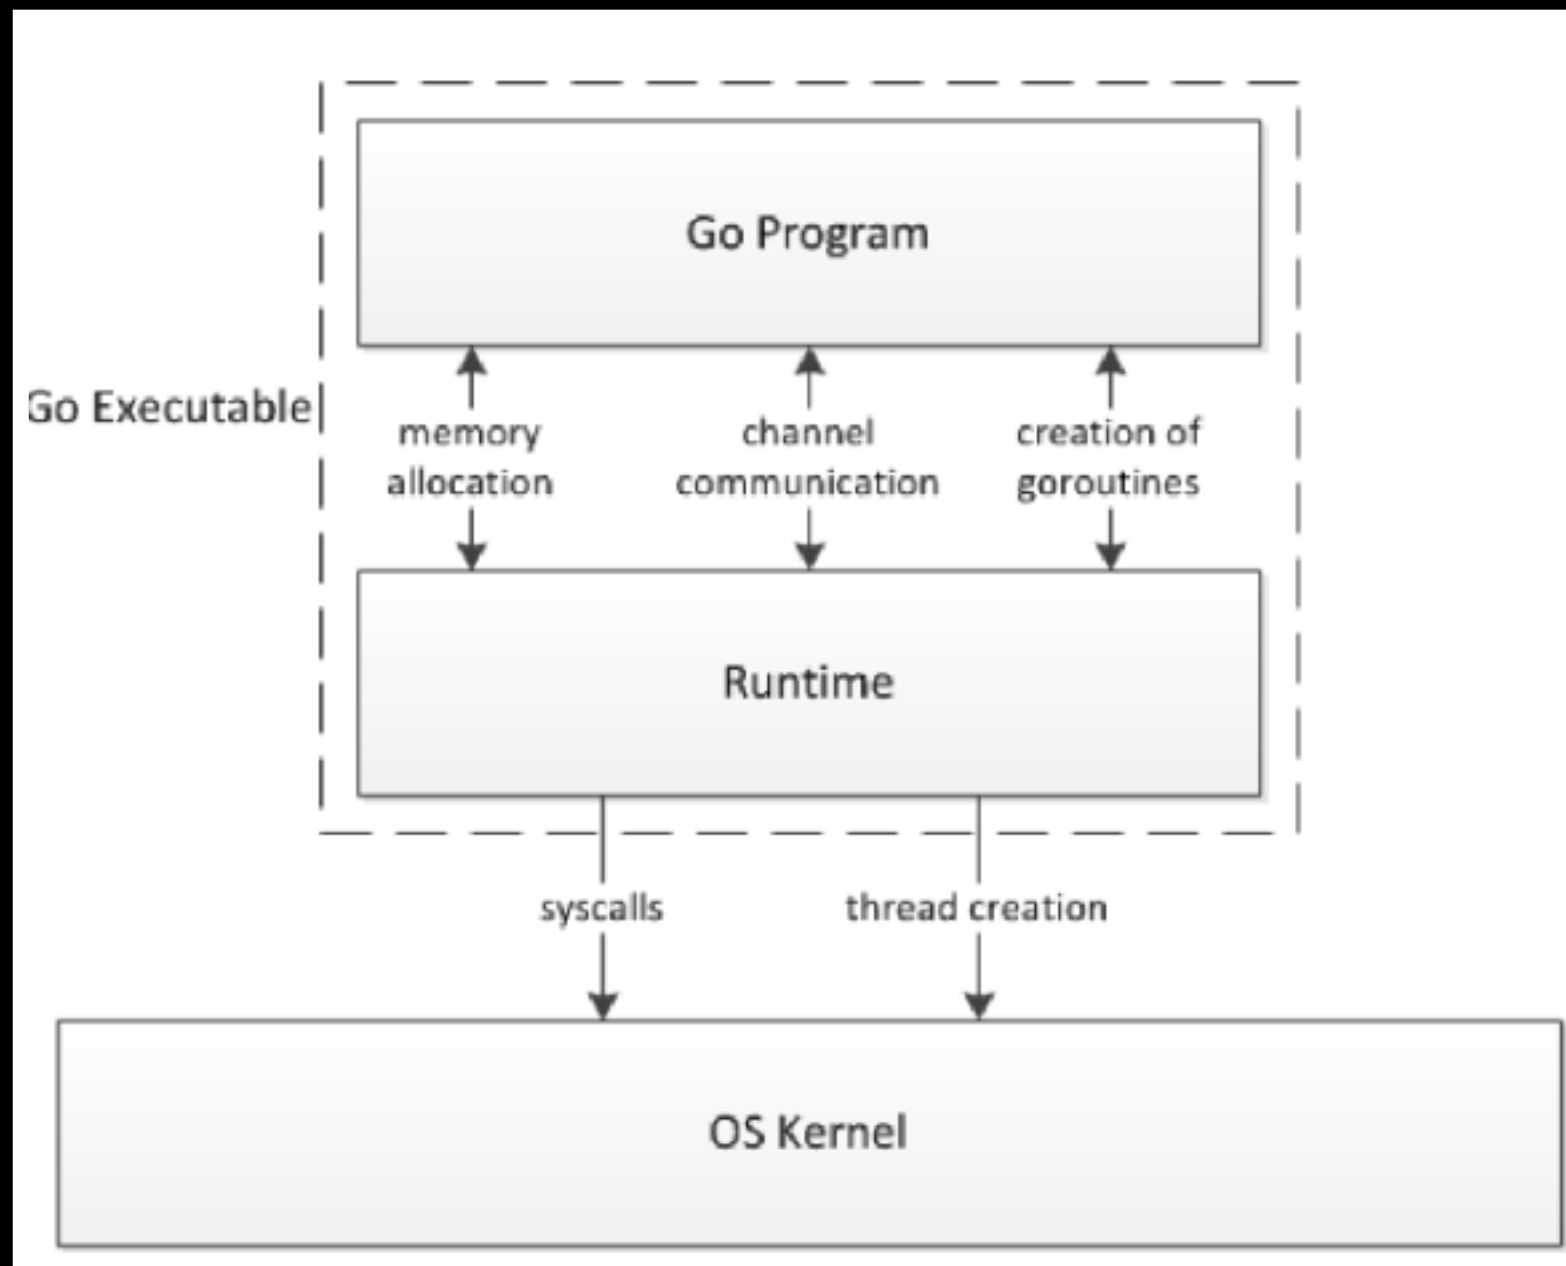 Go Program
Go Executable
memory
allocation
channel
communication
creation of
goroutines
Runtime
syscalls
thread creation
OS Kernel